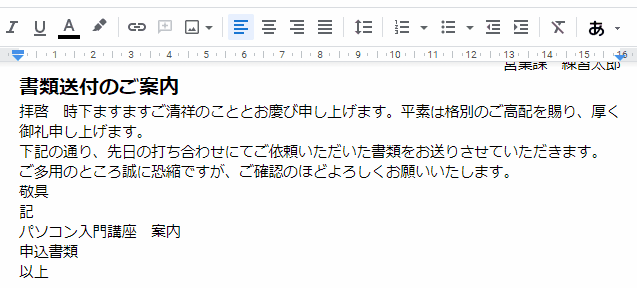 I U A あ
1 2 3 4 5 6 7 8 9 10 11 12 13 14 15 16
営業課　練習太郎
書類送付のご案内
拝啓　時下ますますご清祥のこととお慶び申し上げます。平素は格別のご高配を賜り、厚く
御礼申し上げます。
下記の通り、先日の打ち合わせにてご依頼いただいた書類をお送りさせていただきます。
ご多用のところ誠に恐縮ですが、ご確認のほどよろしくお願いいたします。
敬具
記
パソコン入門講座　案内
申込書類
以上